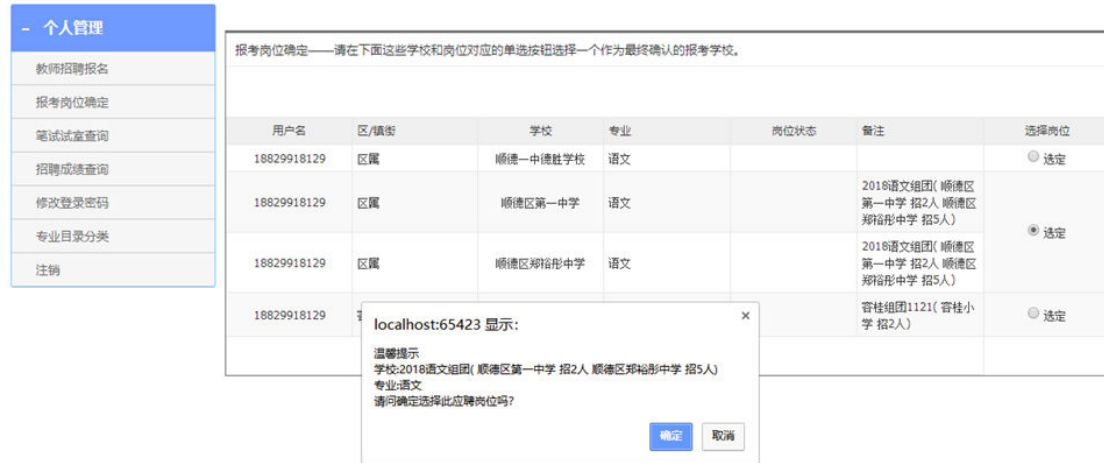 - 个人管理
教师招聘报名
报考岗位确定
笔试试室查询
招聘成绩查询
修改登录密码
专业目录分类
注销
报考岗位确定——请在下面这些学校和岗位对应的单选按钮选择一个作为最终确认的报考学校。
用户名 区/镇街 学校 专业 岗位状态 备注 选择岗位
18829918129 区属 顺德一中德胜学校 语文 选定
18829918129 区属 顺德区第一中学 语文
2018语文组团( 顺德区
第一中学 招2人 顺德区
郑裕彤中学 招5人)
选定
18829918129 区属 顺德区郑裕彤中学 语文
2018语文组团( 顺德区
第一中学 招2人 顺德区
郑裕彤中学 招5人)
18829918129
容桂组团1121( 容桂小
学 招2人)
选定
localhost:65423 显示:
×
温馨提示
学校:2018语文组团( 顺德区第一中学 招2人 顺德区郑裕彤中学 招5人)
专业:语文
请问确定选择此应聘岗位吗?
确定 取消